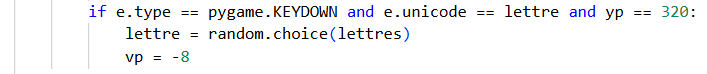 if e.type == pygame.KEYDOWN and e.unicode == lettre and yp == 320:
lettre = random.choice(lettres)
vp = -8